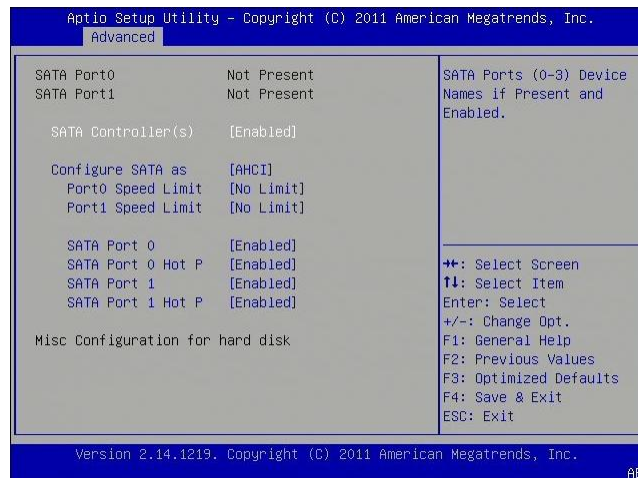 Aptio Setup Utility – Copyright (C) 2011 American Megatrends, Inc.
Advanced
SATA Port0 Not Present
SATA Port1 Not Present
SATA Controller(s) [Enabled]
Configure SATA as [AHCI]
Port0 Speed Limit [No Limit]
Port1 Speed Limit [No Limit]
SATA Port 0 [Enabled]
SATA Port 0 Hot P [Enabled]
SATA Port 1 [Enabled]
SATA Port 1 Hot P [Enabled]
Misc Configuration for hard disk
SATA Ports (0-3) Device
Names if Present and
Enabled.
→←: Select Screen
↑↓: Select Item
Enter: Select
+/-: Change Opt.
F1: General Help
F2: Previous Values
F3: Optimized Defaults
F4: Save & Exit
ESC: Exit
Version 2.14.1219. Copyright (C) 2011 American Megatrends, Inc.